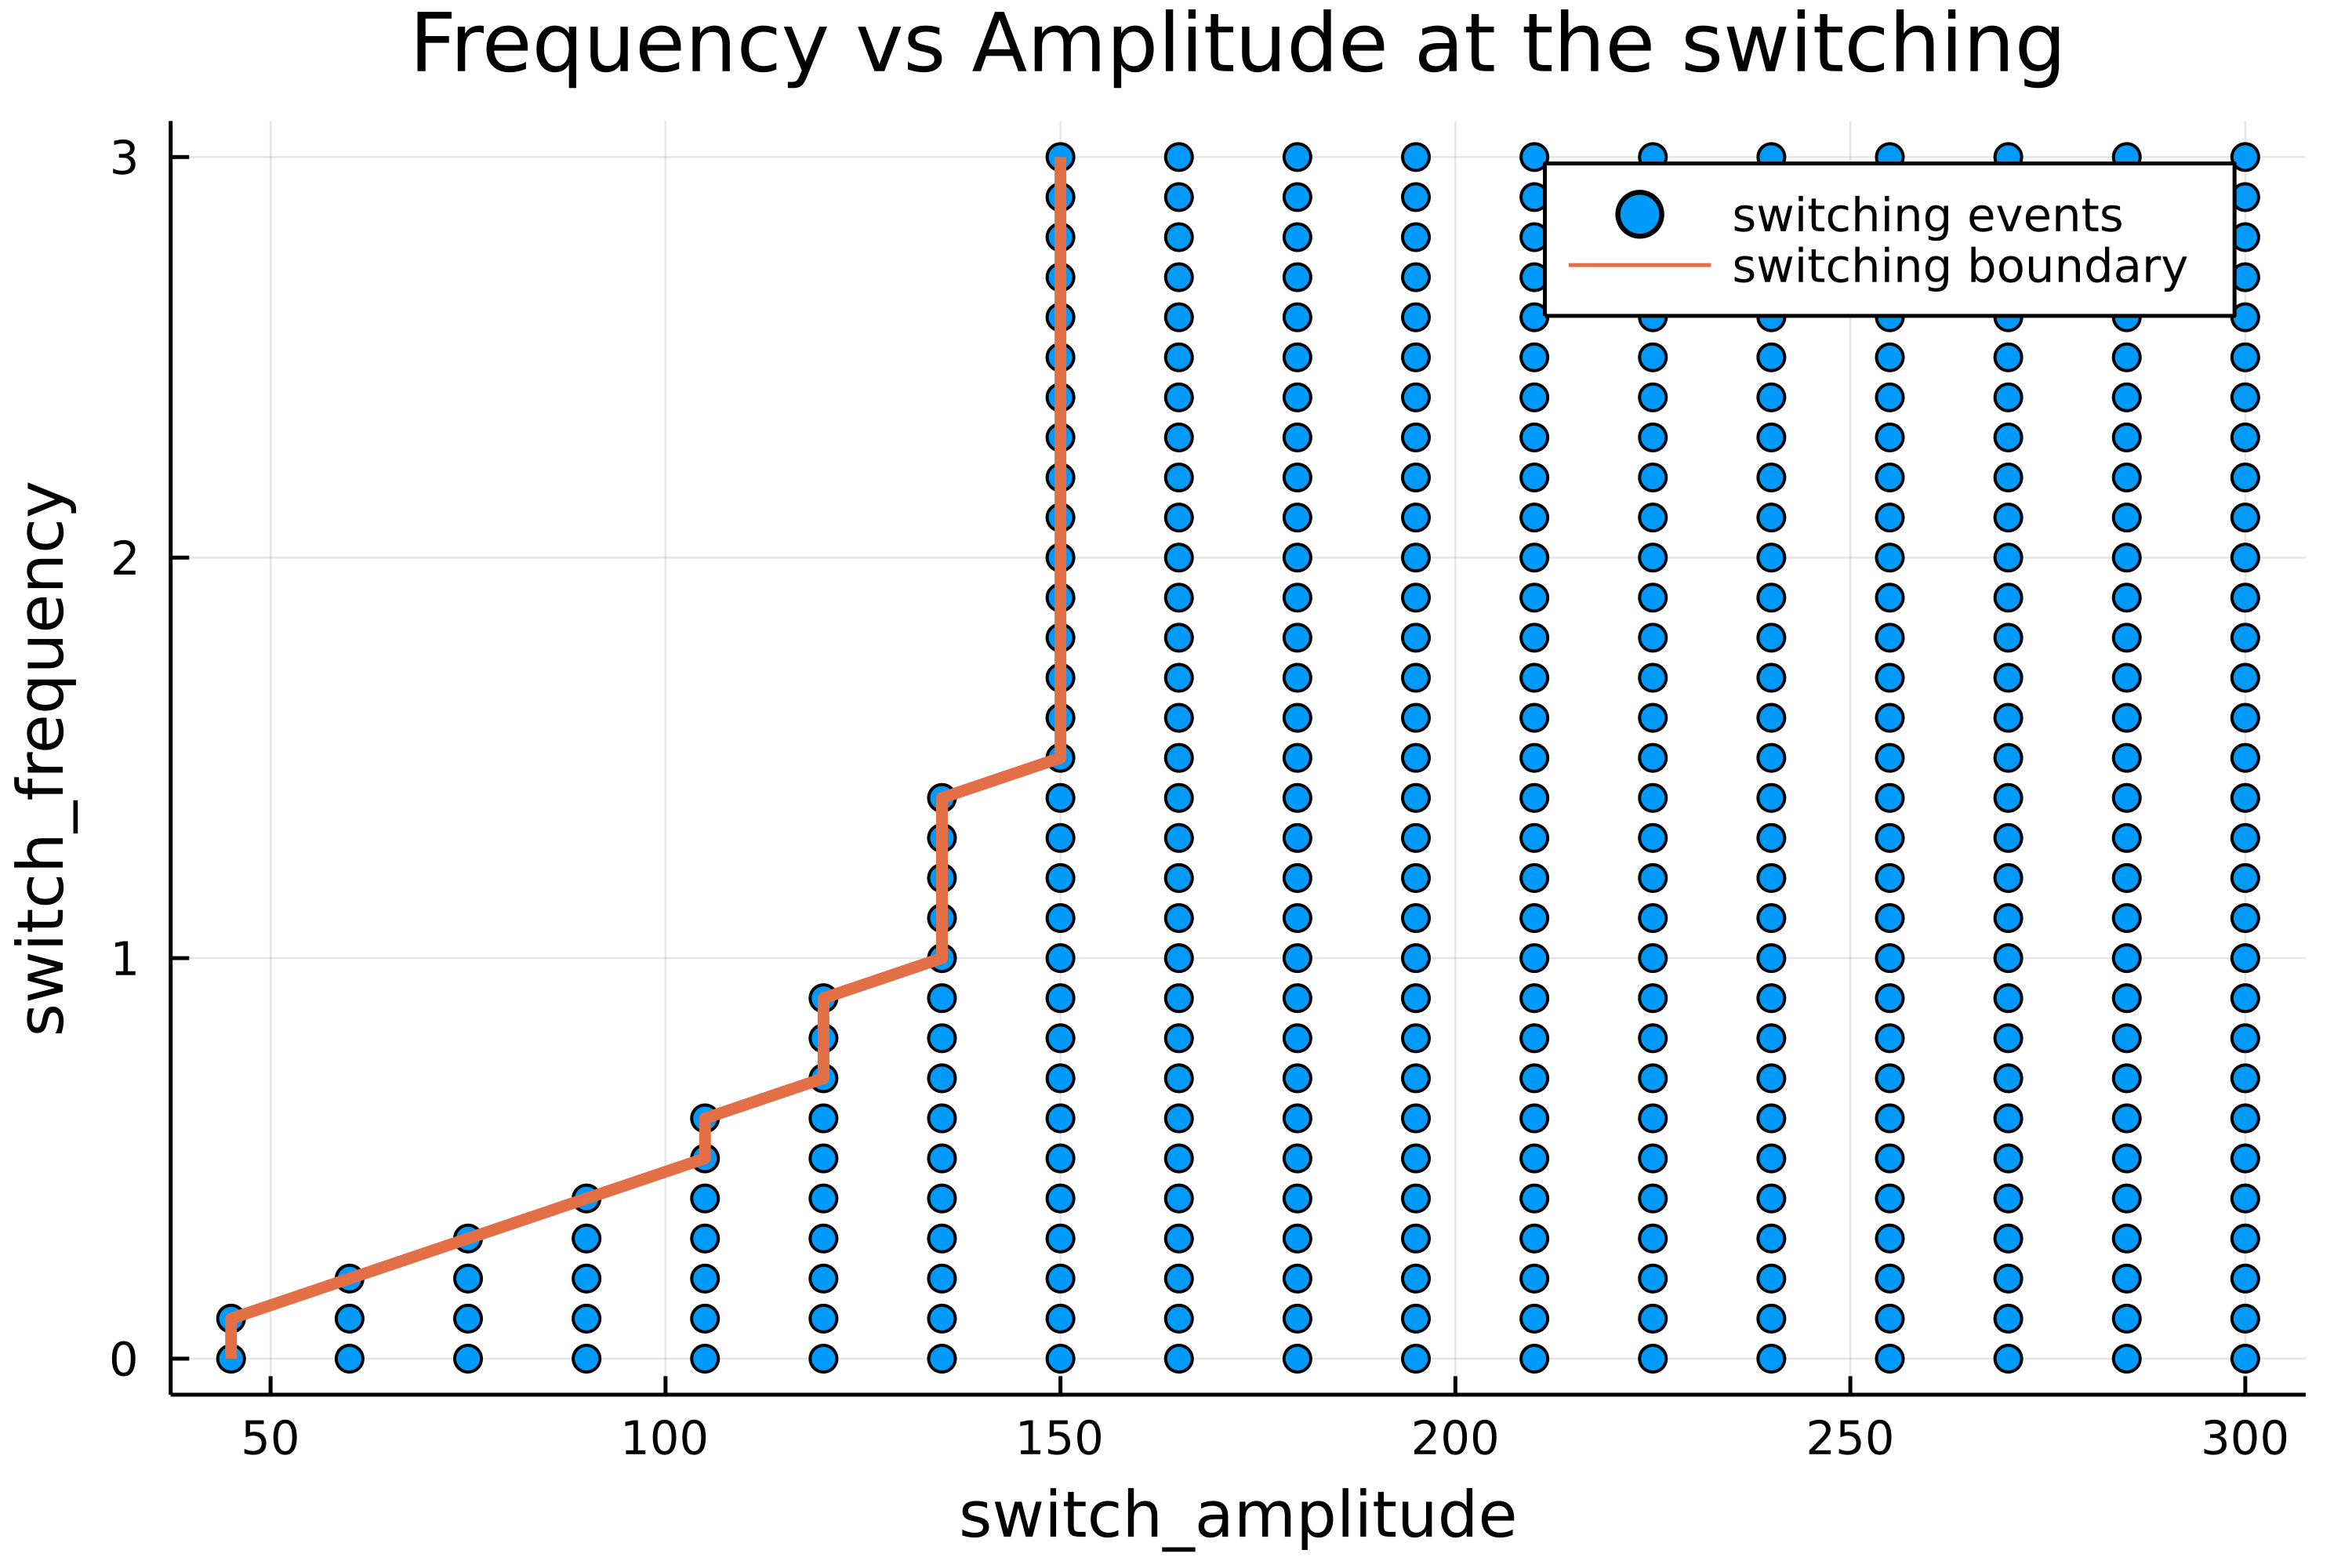 Frequency vs Amplitude at the switching
switching events
switching boundary
switch_frequency
3
2
1
0
50 100 150 200 250 300
switch_amplitude